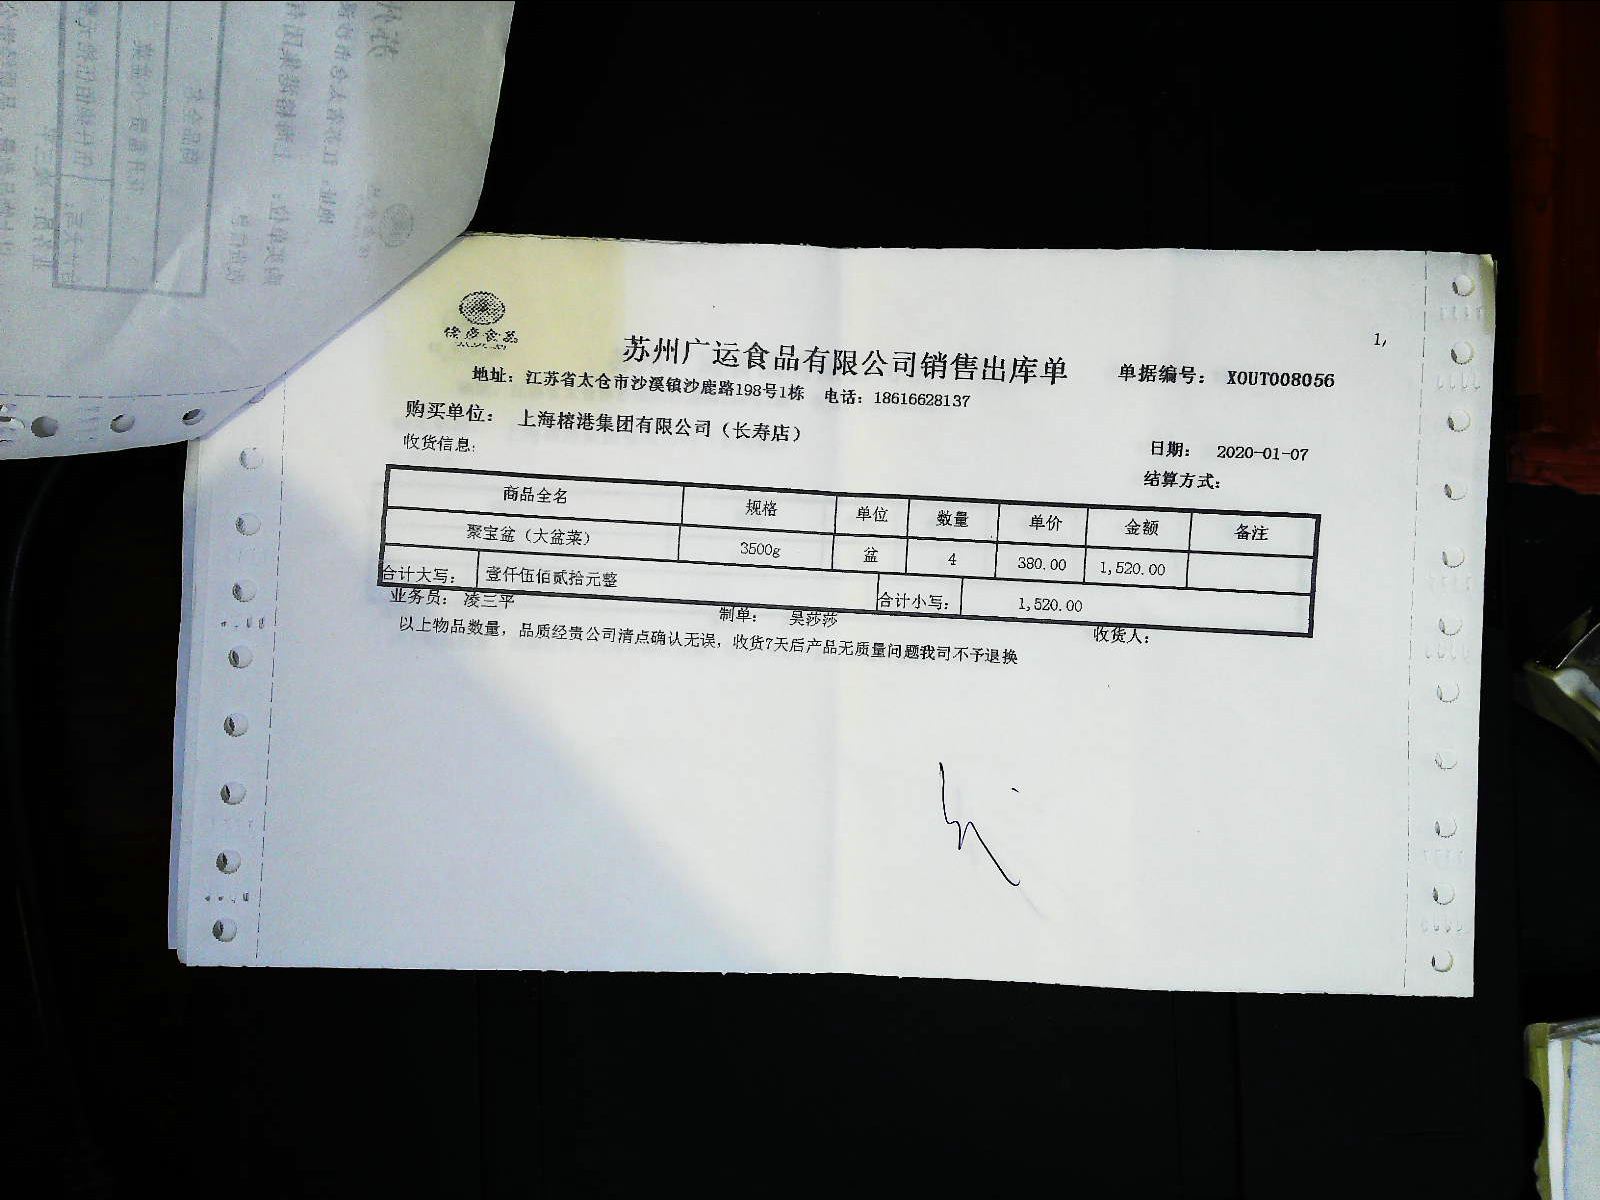 1,
苏州广运食品有限公司销售出库单
单据编号： XOUT008056
地址：江苏省太仓市沙溪镇沙鹿路198号1栋 电话：18616628137
购买单位： 上海榕港集团有限公司（长寿店）
日期： 2020-01-07
收货信息：
结算方式：
商品全名 规格 单位 数量 单价 金额 备注
聚宝盆（大盆菜） 3500g 盆 4 380.00 1,520.00
合计大写： 壹仟伍佰贰拾元整 合计小写： 1,520.00
业务员： 凌三平 制单： 吴莎莎 收货人：
以上物品数量，品质经贵公司清点确认无误，收货7天后产品无质量问题我司不予退换